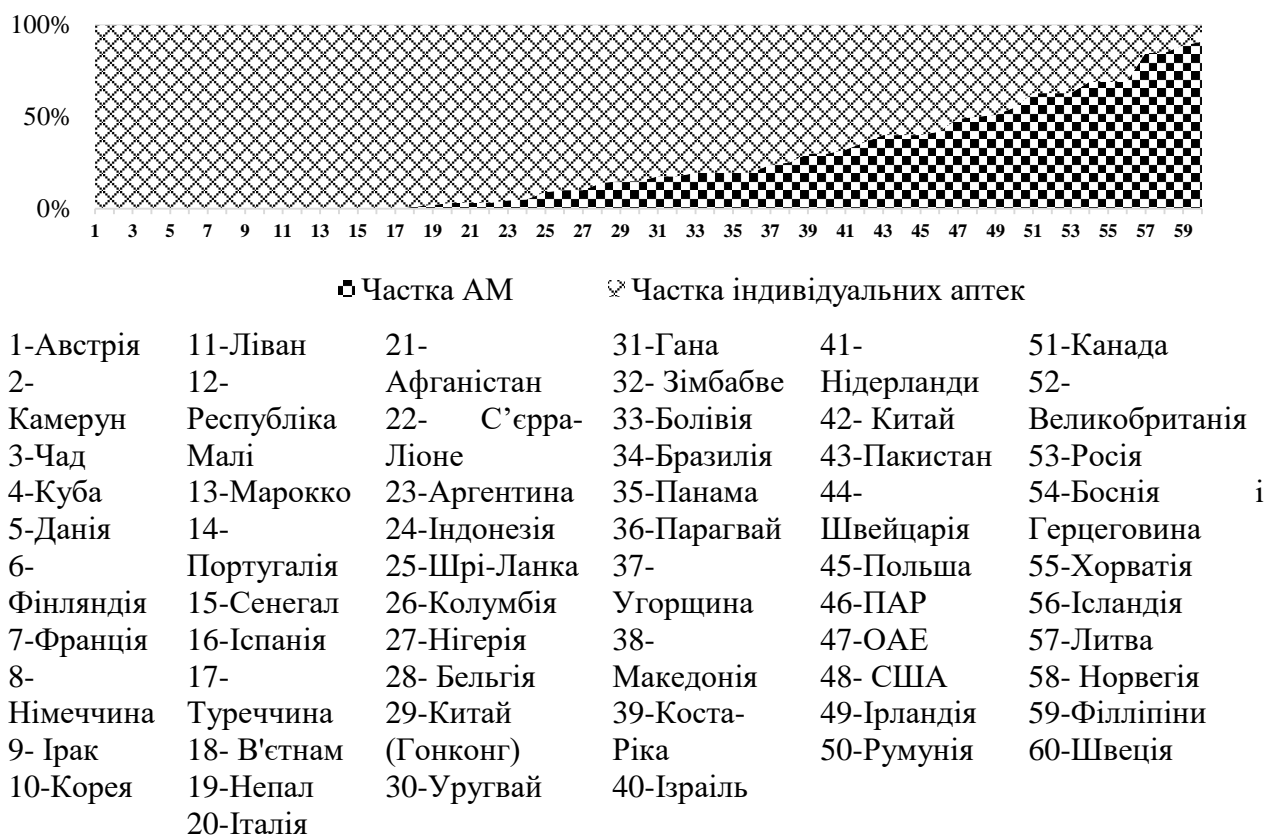 100%
50%
0%
1 3 5 7 9 11 13 15 17 19 21 23 25 27 29 31 33 35 37 39 41 43 45 47 49 51 53 55 57 59
Частка АМ Частка індивідуальних аптек
1-Австрія
2-
Камерун
3-Чад
4-Куба
5-Данія
6-
Фінляндія
7-Франція
8-
Німеччина
9- Ірак
10-Корея
11-Ліван
12-
Республіка
Малі
13-Марокко
14-
Португалія
15-Сенегал
16-Іспанія
17-
Туреччина
18- В'єтнам
19-Непал
20-Італія
21-
Афганістан
22- С’єрра-
Ліоне
23-Аргентина
24-Індонезія
25-Шрі-Ланка
26-Колумбія
27-Нігерія
28- Бельгія
29-Китай
(Гонконг)
30-Уругвай
31-Гана
32- Зімбабве
33-Болівія
34-Бразилія
35-Панама
36-Парагвай
37-
Угорщина
38-
Македонія
39-Коста-
Ріка
40-Ізраіль
41-
Нідерланди
42- Китай
43-Пакистан
44-
Швейцарія
45-Польша
46-ПАР
47-ОАЕ
48- США
49-Ірландія
50-Румунія
51-Канада
52-
Великобританія
53-Росія
54-Боснія і
Герцеговина
55-Хорватія
56-Ісландія
57-Литва
58- Норвегія
59-Філліпіни
60-Швеція